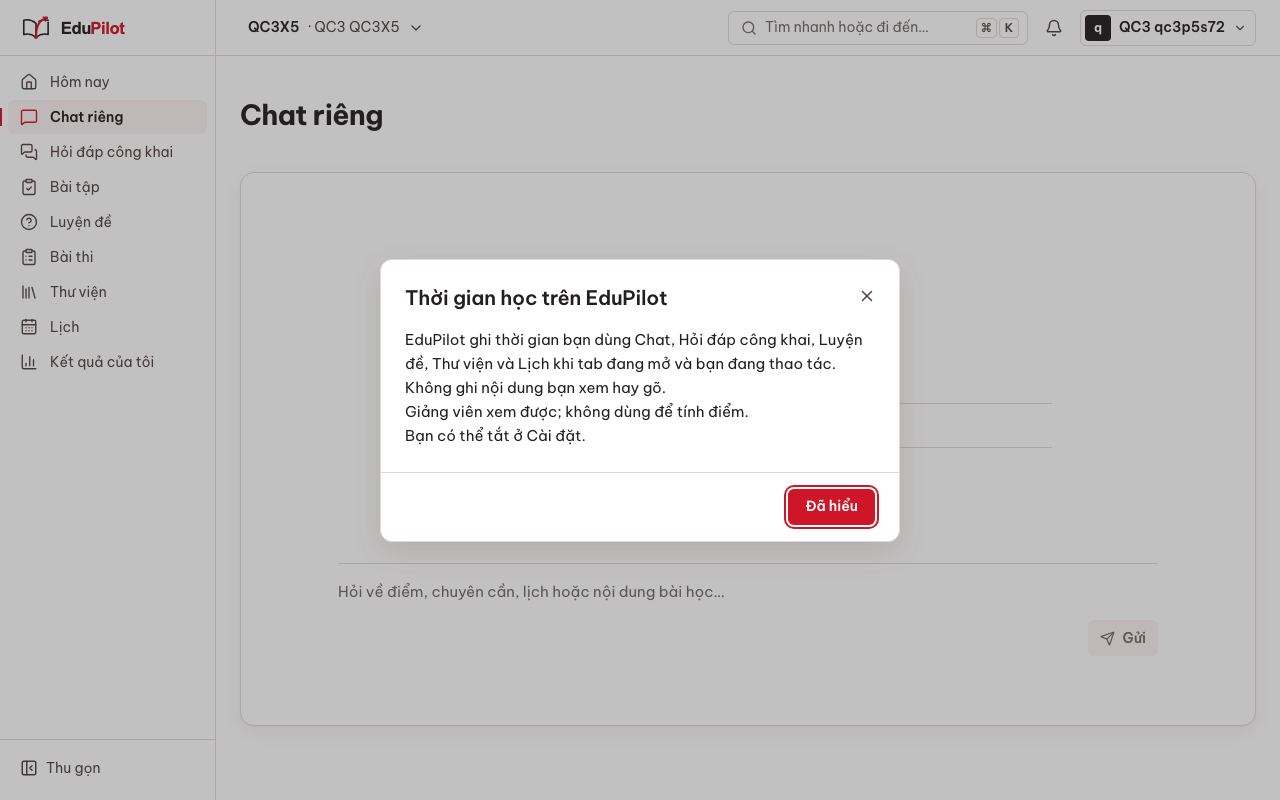 EduPilot
QC3X5 · QC3 QC3X5
Tìm nhanh hoặc đi đến...
⌘ K
q
QC3 qc3p5s72
Hôm nay
Chat riêng
Hỏi đáp công khai
Bài tập
Luyện đề
Bài thi
Thư viện
Lịch
Kết quả của tôi
Thu gọn
Chat riêng
Thời gian học trên EduPilot
EduPilot ghi thời gian bạn dùng Chat, Hỏi đáp công khai, Luyện
đề, Thư viện và Lịch khi tab đang mở và bạn đang thao tác.
Không ghi nội dung bạn xem hay gõ.
Giảng viên xem được; không dùng để tính điểm.
Bạn có thể tắt ở Cài đặt.
Đã hiểu
Hỏi về điểm, chuyên cần, lịch hoặc nội dung bài học...
Gửi